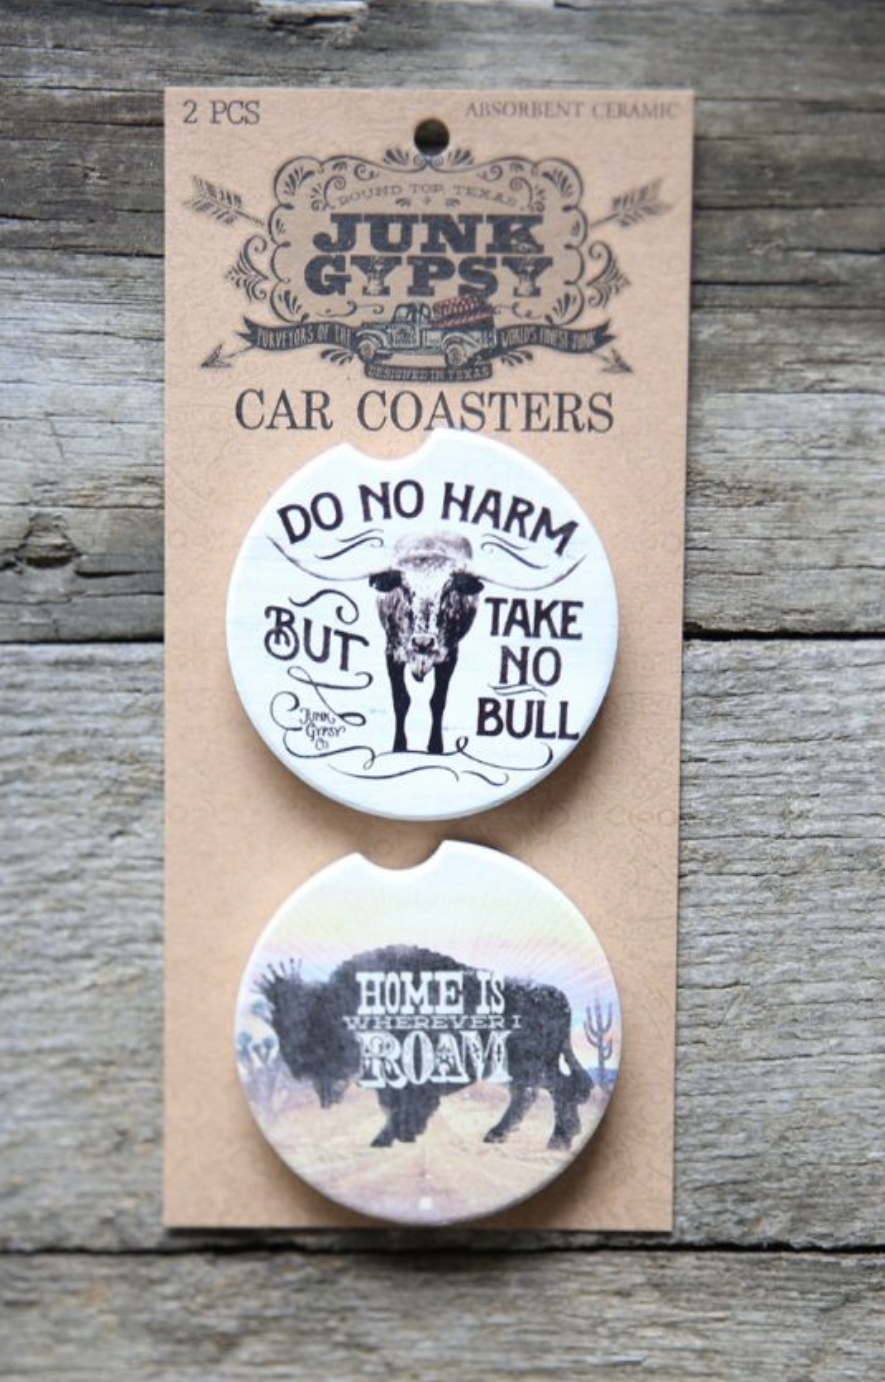 2 PCS
ABSORBENT CERAMIC
ROUND TOP, TEXAS
JUNK
GYPSY
PURVEYORS OF THE WORLD'S FINEST JUNK
DESIGNED IN TEXAS
CAR COASTERS
DO NO HARM
BUT
TAKE
NO
BULL
JUNK
GYPSY
CO
HOME IS
WHEREVER I
ROAM